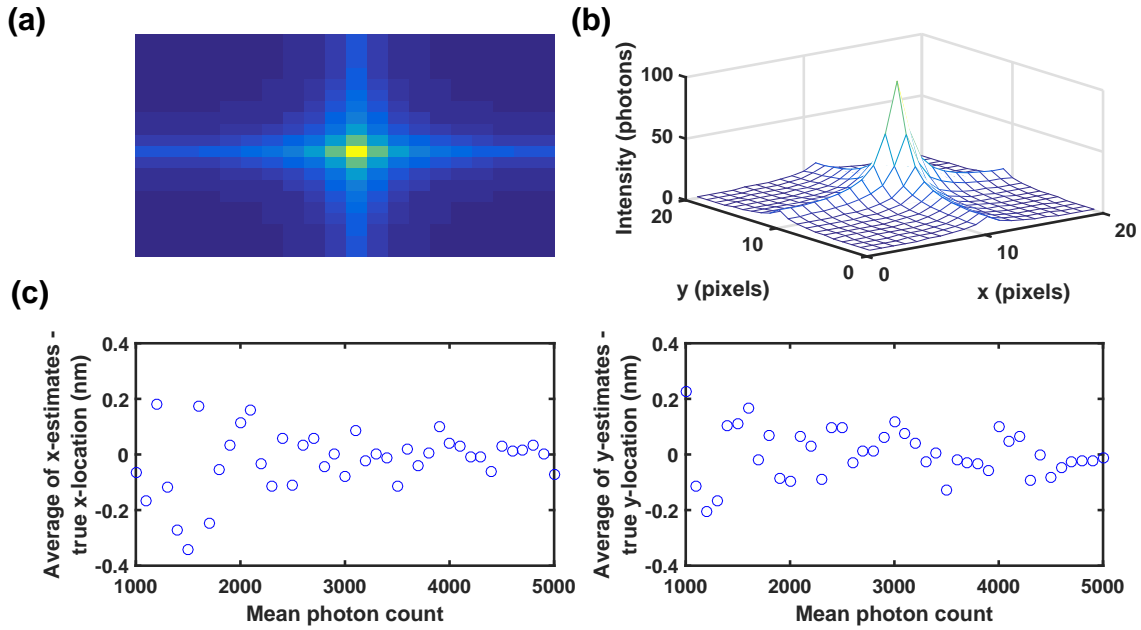 (a)
(b)
100
50
0
Intensity (photons)
20
10
0
y (pixels)
0
10
20
x (pixels)
(c)
Average of x-estimates -
true x-location (nm)
0.4
0.2
0
-0.2
-0.4
1000
2000
3000
4000
5000
Mean photon count
Average of y-estimates -
true y-location (nm)
0.4
0.2
0
-0.2
-0.4
1000
2000
3000
4000
5000
Mean photon count